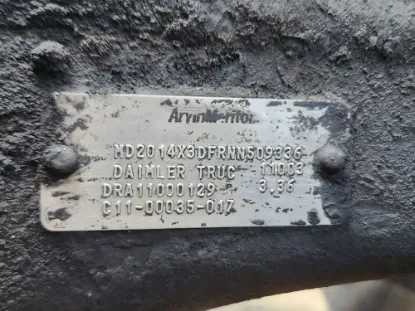 ArvinMeritor
MD2014X3DFRNN509336
DAIMLER TRUC 11003
DRA11000129 3.36
C11-00035-017